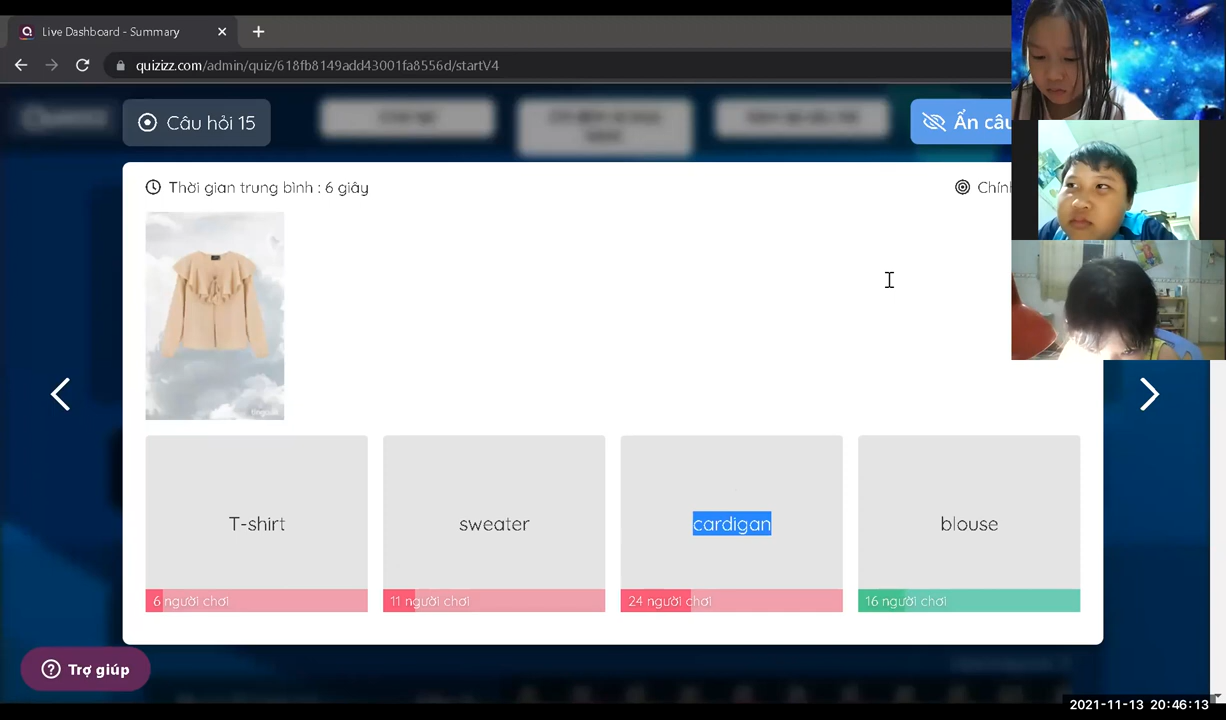 Live Dashboard - Summary
quizizz.com/admin/quiz/618fb8149add43001fa8556d/startV4
Câu hỏi 15
Ẩn câu
Thời gian trung bình : 6 giây
Chính
T-shirt
sweater
cardigan
blouse
6 người chơi
11 người chơi
24 người chơi
16 người chơi
Trợ giúp
2021-11-13 20:46:13